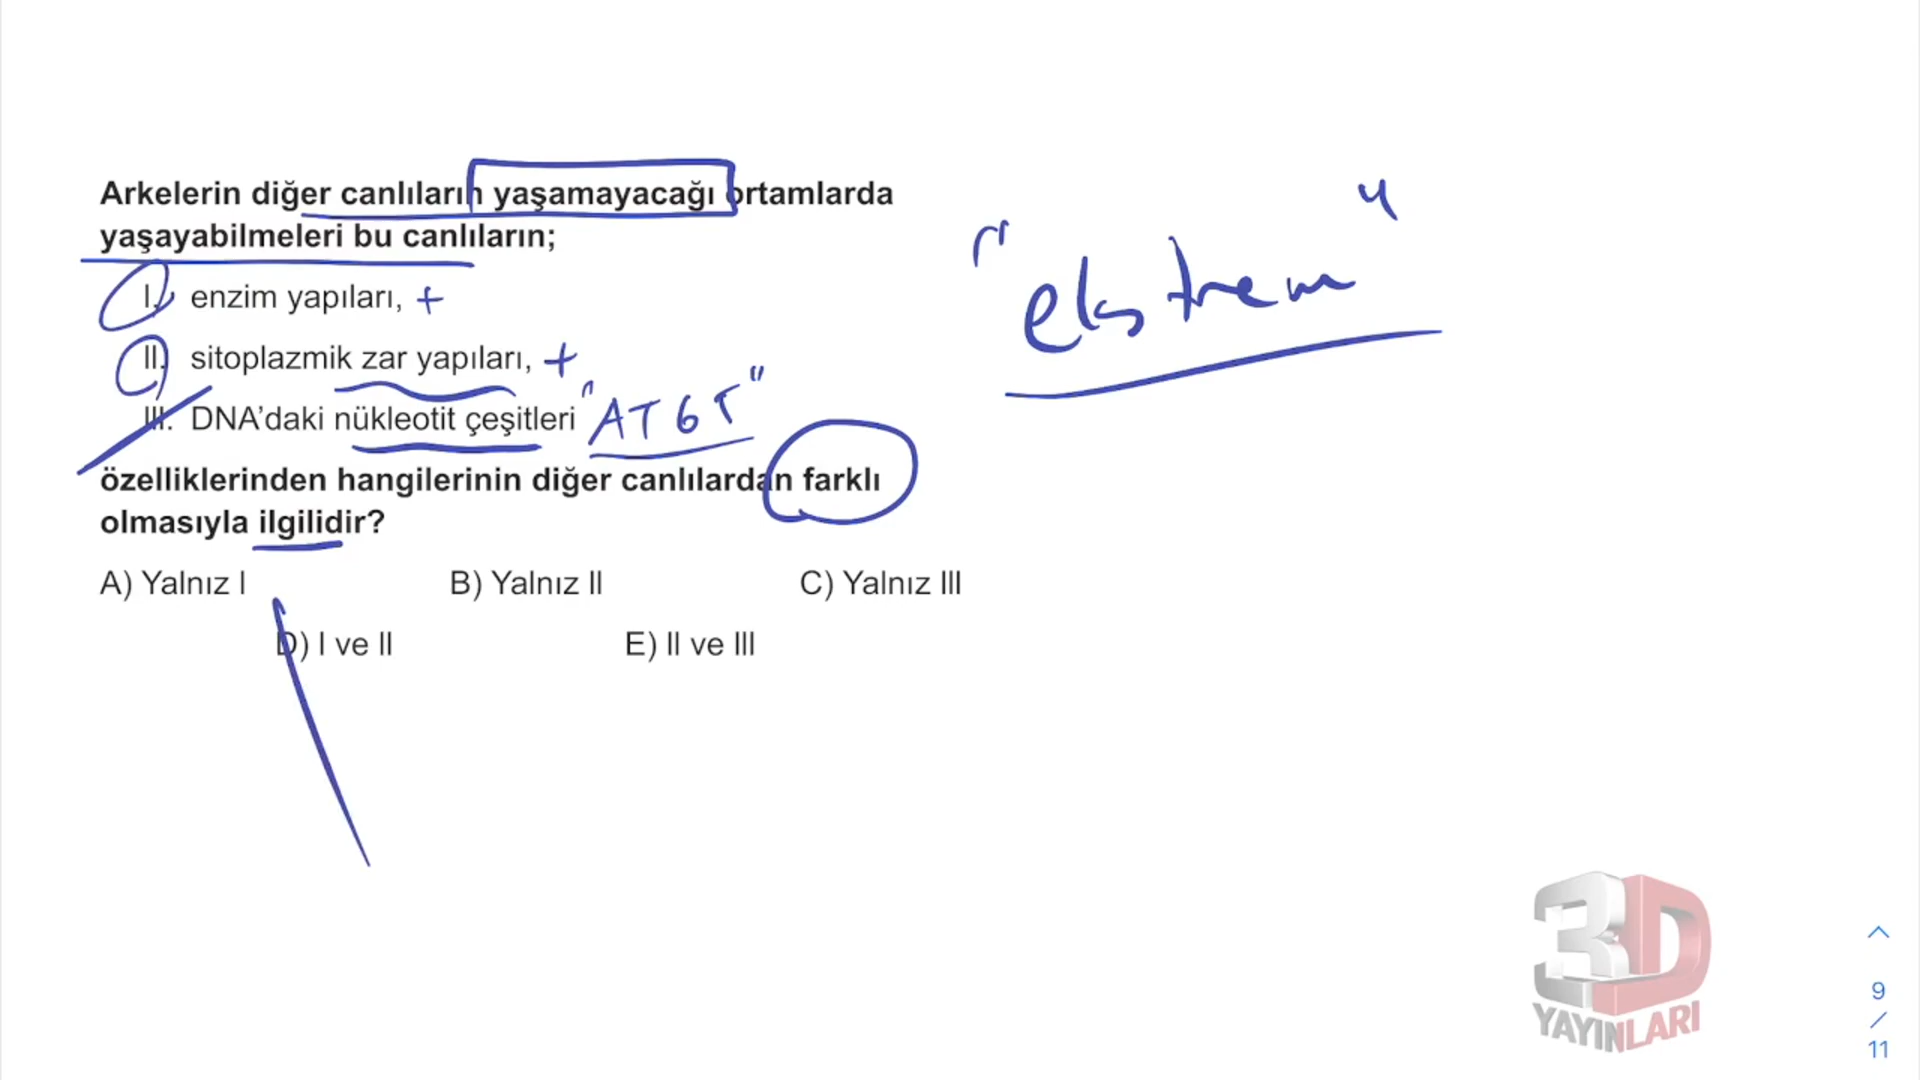 Arkelerin diğer canlıların yaşamayacağı ortamlarda
yaşayabilmeleri bu canlıların;
I. enzim yapıları, +
II. sitoplazmik zar yapıları, +
III. DNA'daki nükleotit çeşitleri "ATGT"
özelliklerinden hangilerinin diğer canlılardan farklı
olmasıyla ilgilidir?
A) Yalnız I B) Yalnız II C) Yalnız III
D) I ve II E) II ve III
"ekstrem"
3D
YAYINLARI
9
/
11